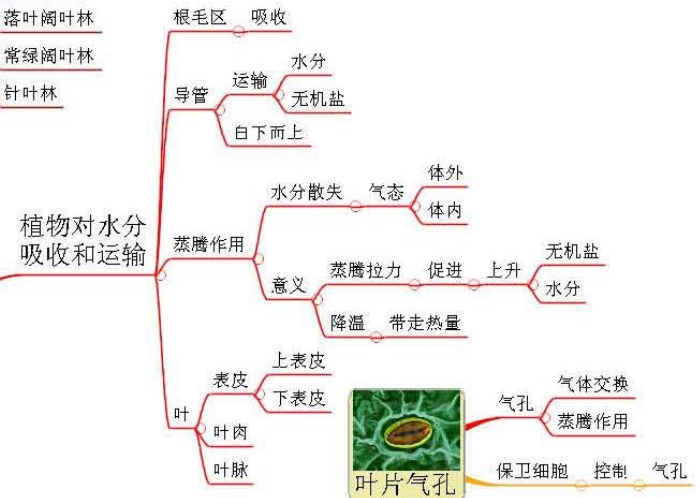 落叶阔叶林
常绿阔叶林
针叶林
植物对水分
吸收和运输
根毛区
吸收
导管
运输
水分
无机盐
自下而上
蒸腾作用
水分散失
气态
体外
体内
意义
蒸腾拉力
促进
上升
无机盐
水分
降温
带走热量
叶
表皮
上表皮
下表皮
叶肉
叶脉
叶片气孔
气孔
气体交换
蒸腾作用
保卫细胞
控制
气孔